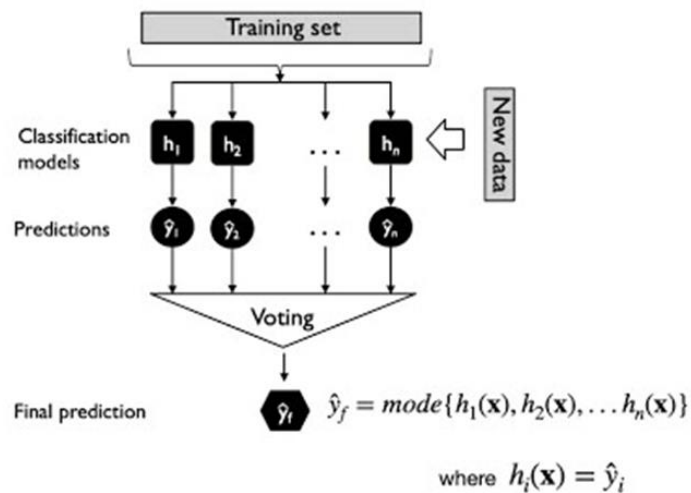 Training set
Classification
models
h₁ h₂ ... hₙ
New data
Predictions
ŷ₁ ŷ₂ ... ŷₙ
Voting
Final prediction
ŷf ŷf = mode{h₁(x), h₂(x), . . . hₙ(x)}
where hᵢ(x) = ŷᵢ